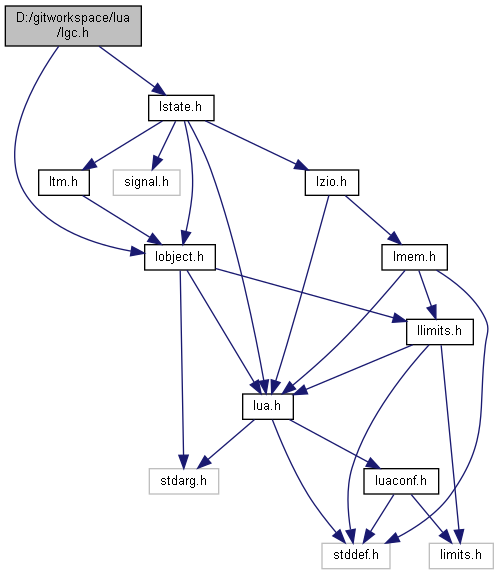 D:/gitworkspace/lua
/lgc.h
lstate.h
ltm.h
signal.h
lzio.h
lobject.h
lmem.h
llimits.h
lua.h
stdarg.h
luaconf.h
stddef.h
limits.h